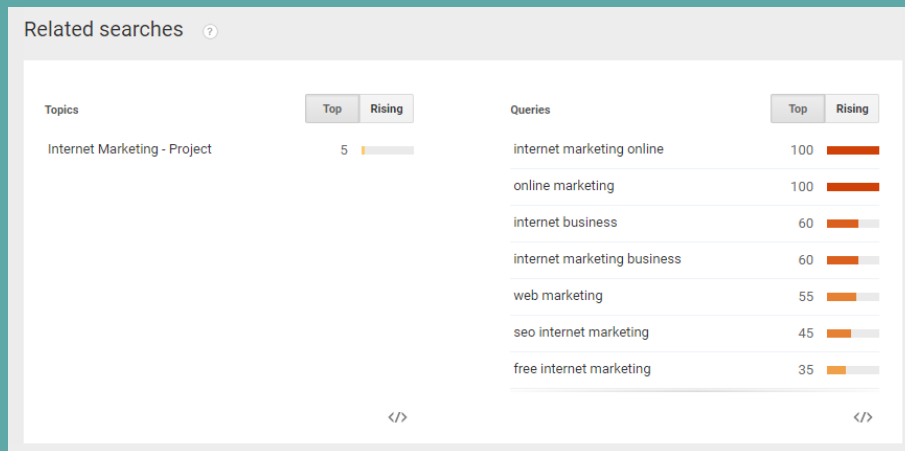 Related searches ?
Topics Top Rising
Internet Marketing - Project 5
</>
Queries Top Rising
internet marketing online 100
online marketing 100
internet business 60
internet marketing business 60
web marketing 55
seo internet marketing 45
free internet marketing 35
</>